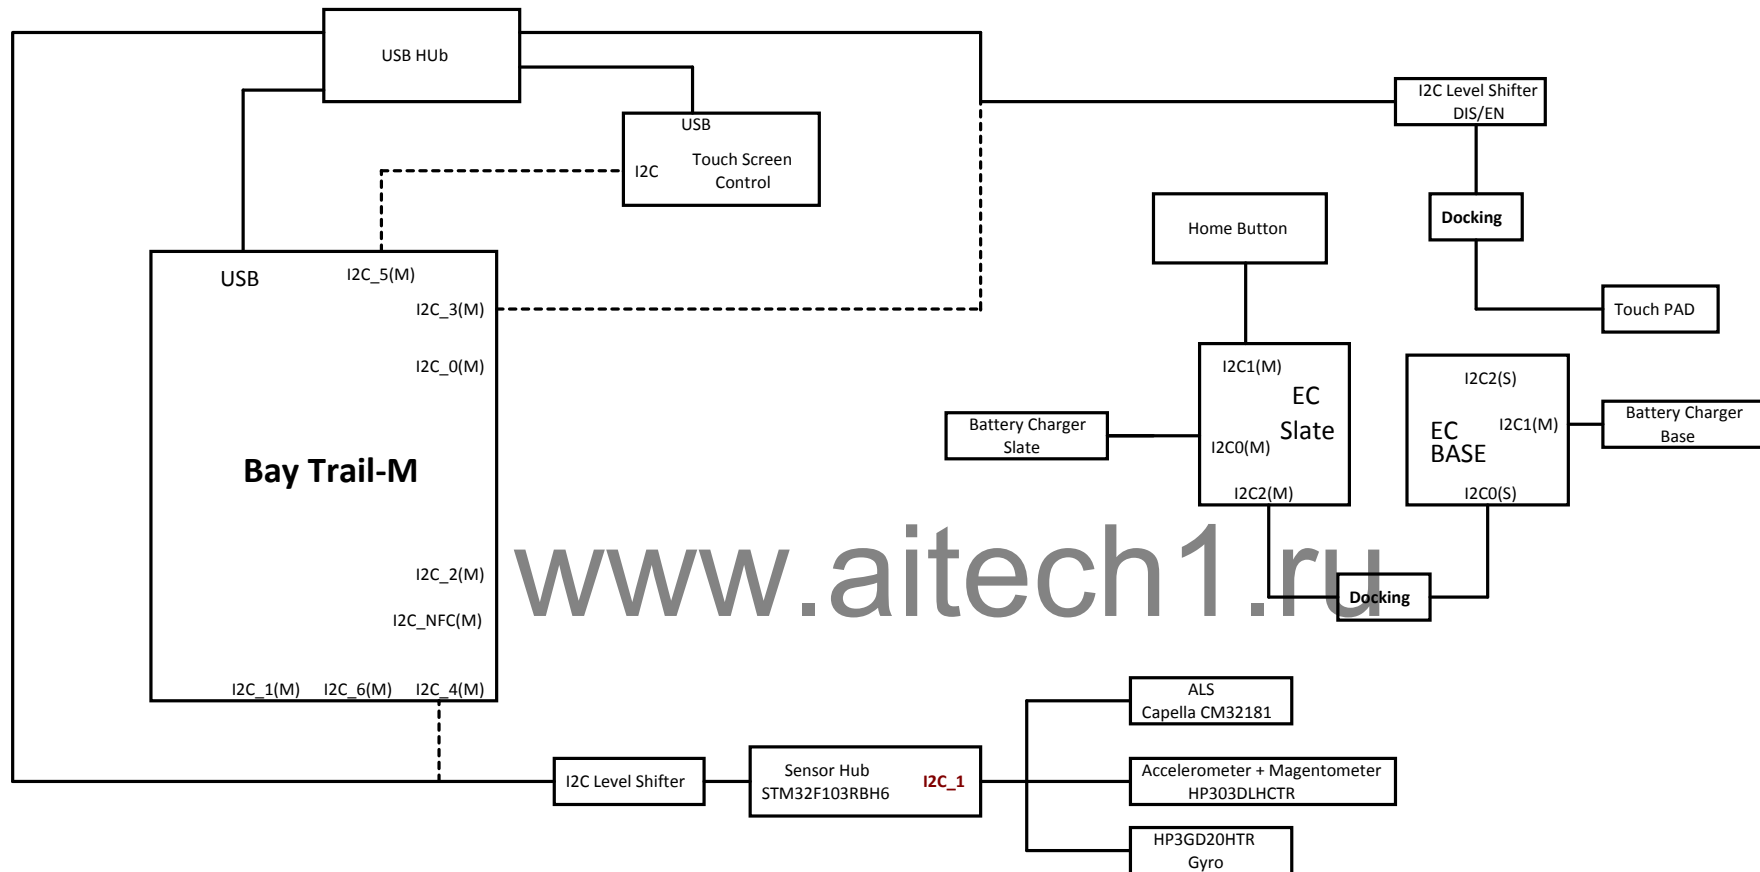 USB HUb
I2C Level Shifter
DIS/EN
USB
I2C
Touch Screen
Control
Docking
Home Button
USB
I2C_5(M)
I2C_3(M)
Touch PAD
I2C_0(M)
I2C1(M)
EC
Slate
I2C0(M)
I2C2(M)
I2C2(S)
I2C1(M)
EC
BASE
I2C0(S)
Battery Charger
Base
Battery Charger
Slate
Bay Trail-M
www.aitech1.ru
I2C_2(M)
Docking
I2C_NFC(M)
I2C_1(M)
I2C_6(M)
I2C_4(M)
ALS
Capella CM32181
I2C Level Shifter
Sensor Hub
STM32F103RBH6
I2C_1
Accelerometer + Magentometer
HP303DLHCTR
HP3GD20HTR
Gyro